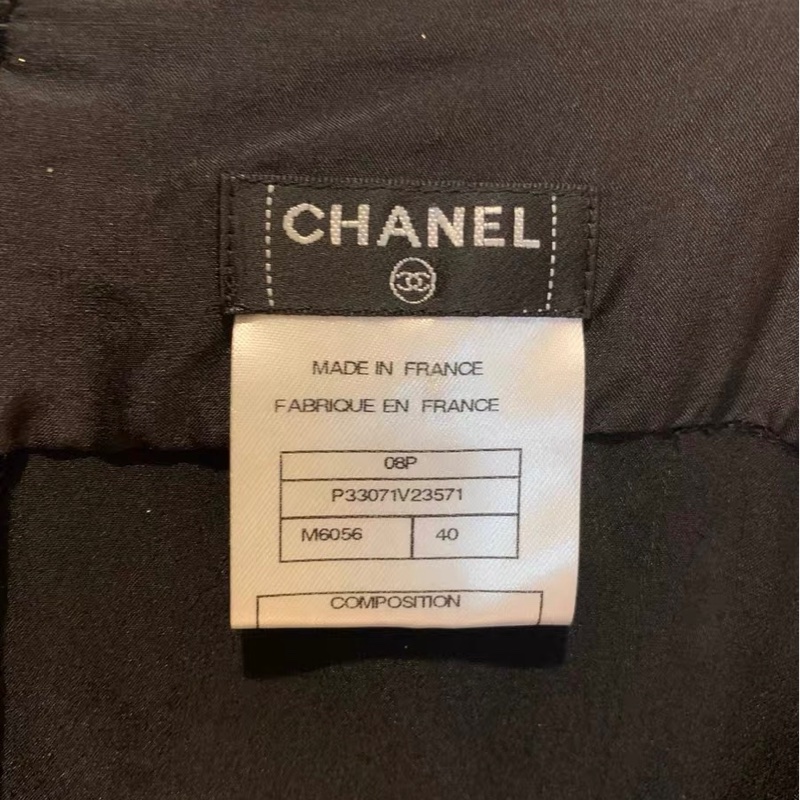 CHANEL
MADE IN FRANCE
FABRIQUE EN FRANCE
08P
P33071V23571
M6056 40
COMPOSITION